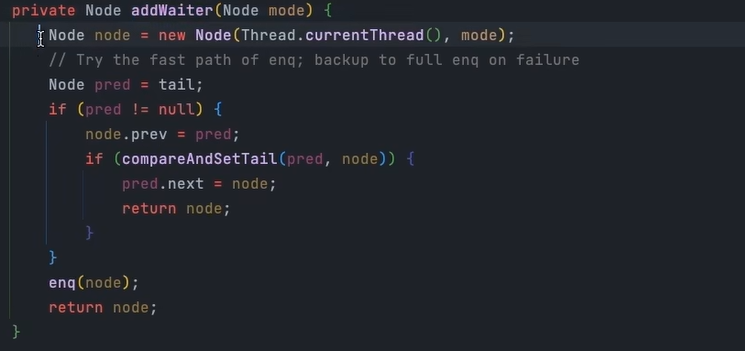 private Node addWaiter(Node mode) {
    Node node = new Node(Thread.currentThread(), mode);
    // Try the fast path of enq; backup to full enq on failure
    Node pred = tail;
    if (pred != null) {
        node.prev = pred;
        if (compareAndSetTail(pred, node)) {
            pred.next = node;
            return node;
        }
    }
    enq(node);
    return node;
}